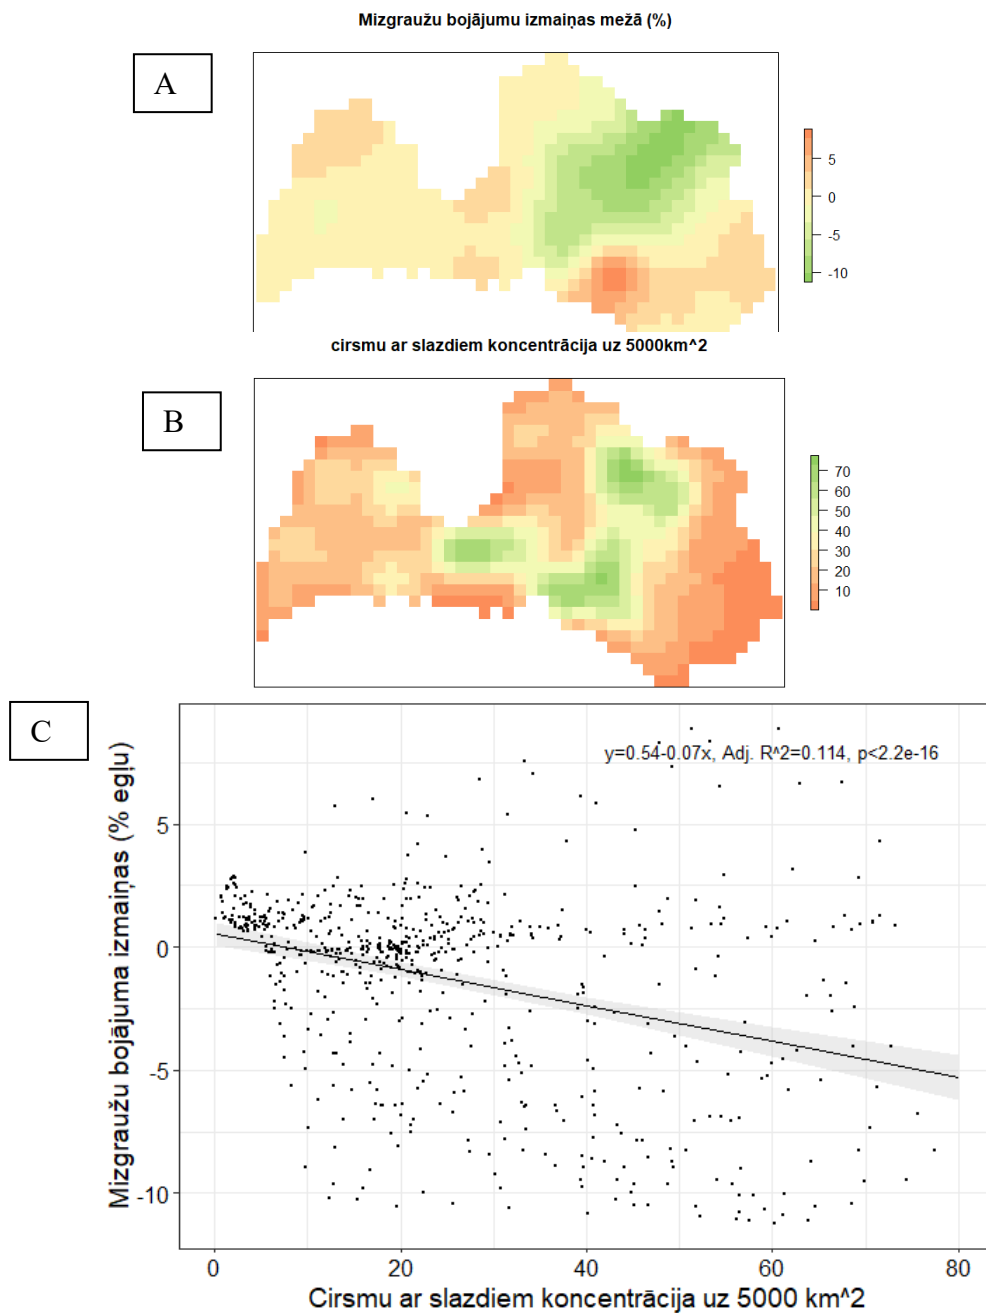 Mizgraužu bojājumu izmaiņas mežā (%)
A
5
0
-5
-10
cirsmu ar slazdiem koncentrācija uz 5000km^2
B
70
60
50
40
30
20
10
C
y=0.54-0.07x, Adj. R^2=0.114, p<2.2e-16
Mizgraužu bojājuma izmaiņas (% egļu)
5
0
-5
-10
0 20 40 60 80
Cirsmu ar slazdiem koncentrācija uz 5000 km^2